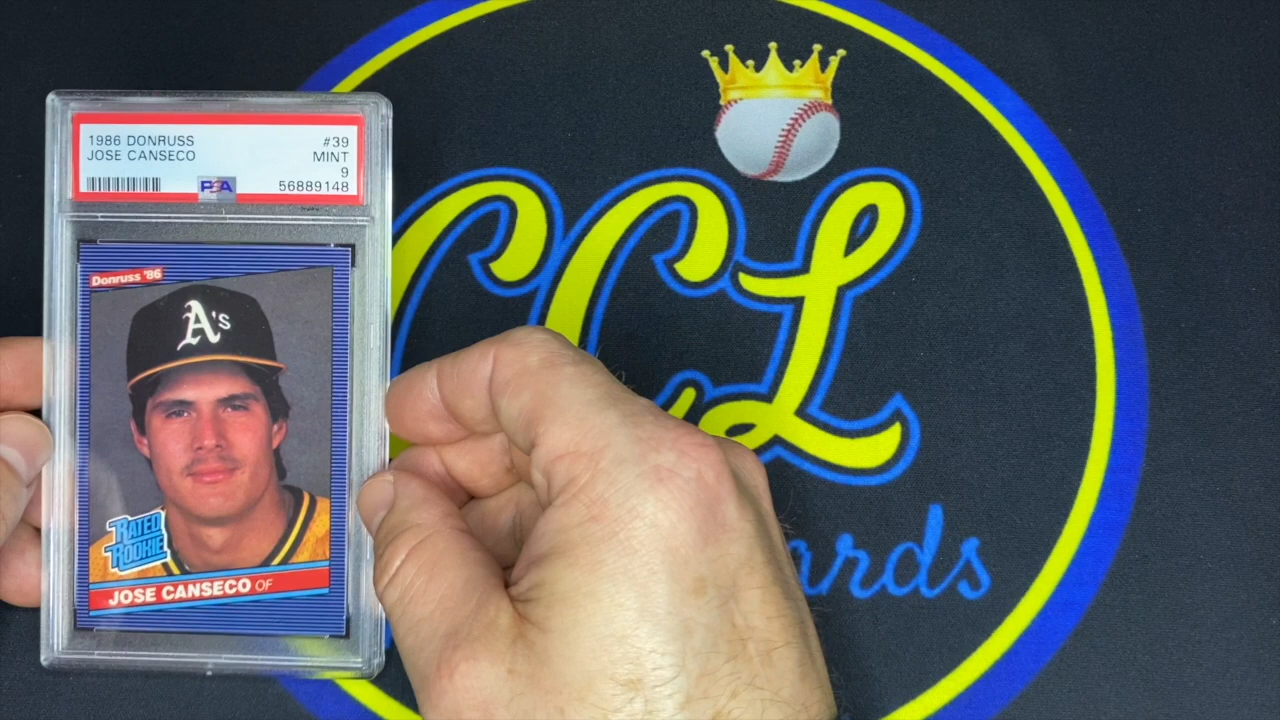 1986 DONRUSS
#39
JOSE CANSECO
MINT
9
PSA
56889148
Donruss '86
A's
RATED
ROOKIE
JOSE CANSECO OF
CCL
ards